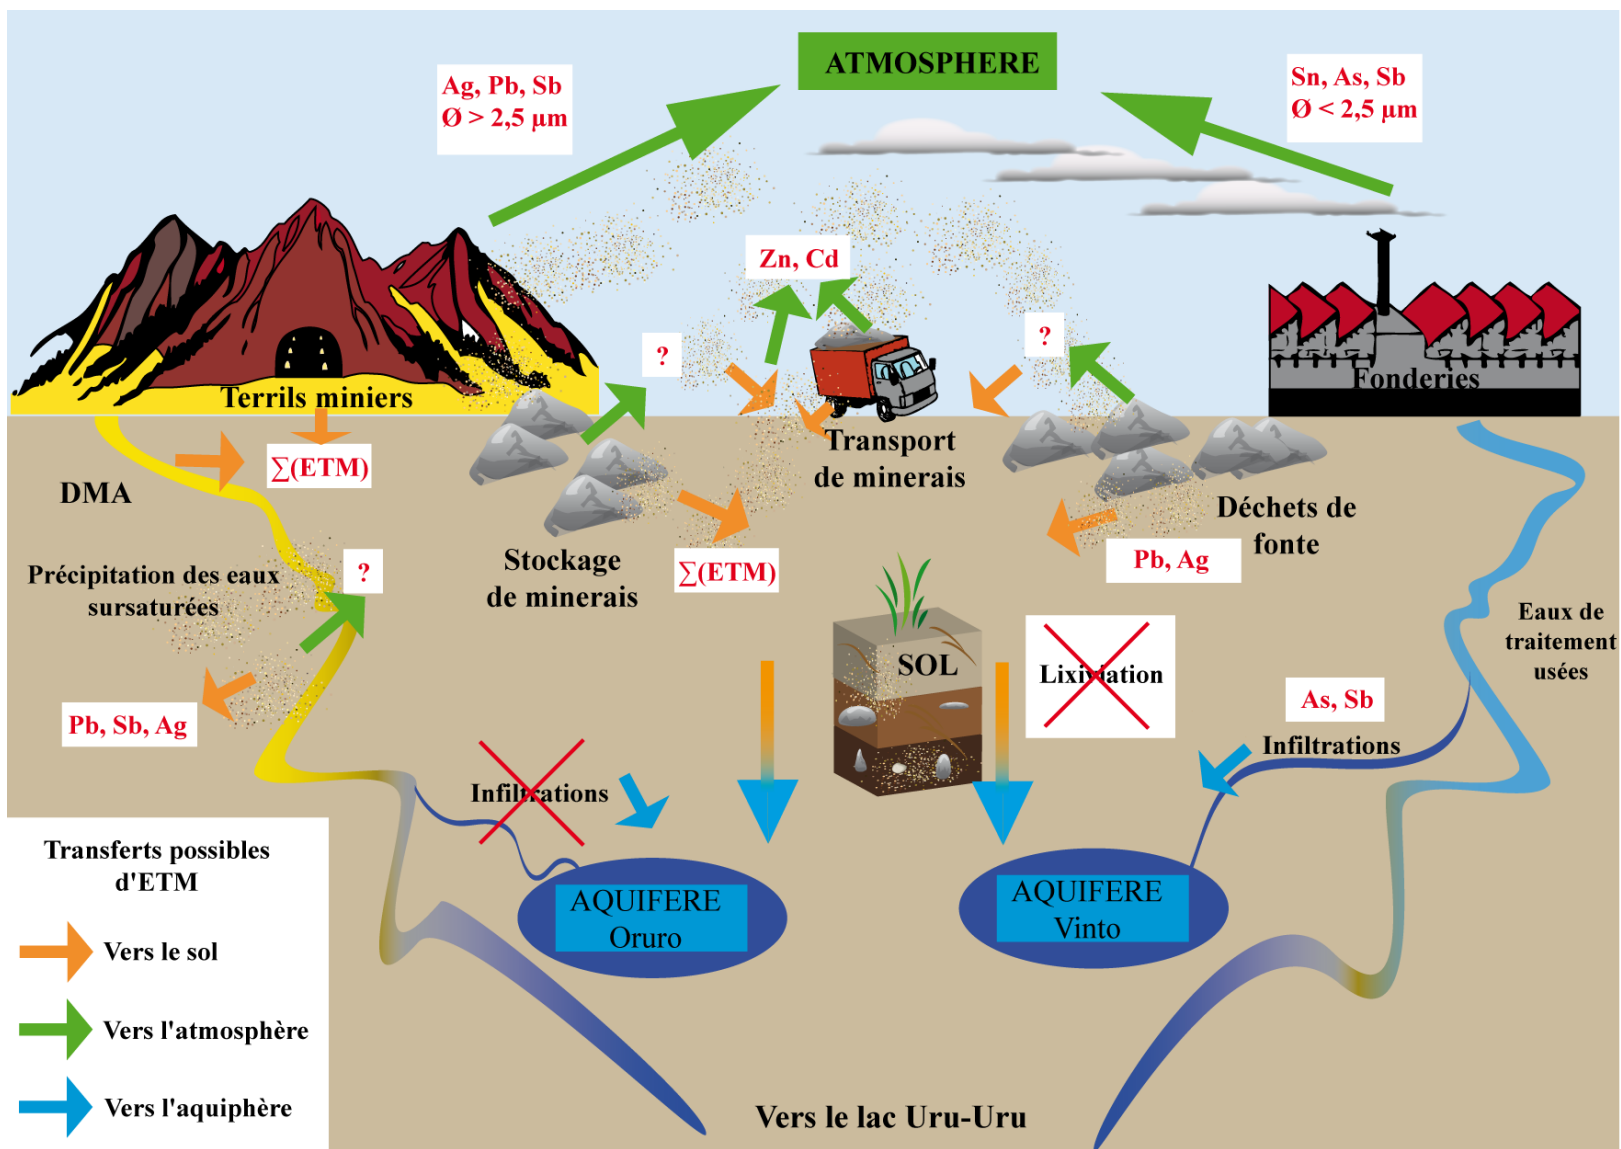 ATMOSPHERE
Ag, Pb, Sb
Ø > 2,5 µm
Sn, As, Sb
Ø < 2,5 µm
Zn, Cd
?
?
Terrils miniers
Fonderies
∑(ETM)
DMA
Transport
de minerais
Stockage
de minerais
∑(ETM)
Déchets de
fonte
Pb, Ag
Précipitation des eaux
sursaturées
?
Pb, Sb, Ag
SOL
Lixiviation
Eaux de
traitement
usées
As, Sb
Infiltrations
Infiltrations
AQUIFERE
Oruro
AQUIFERE
Vinto
Transferts possibles
d'ETM
Vers le sol
Vers l'atmosphère
Vers l'aquiphère
Vers le lac Uru-Uru